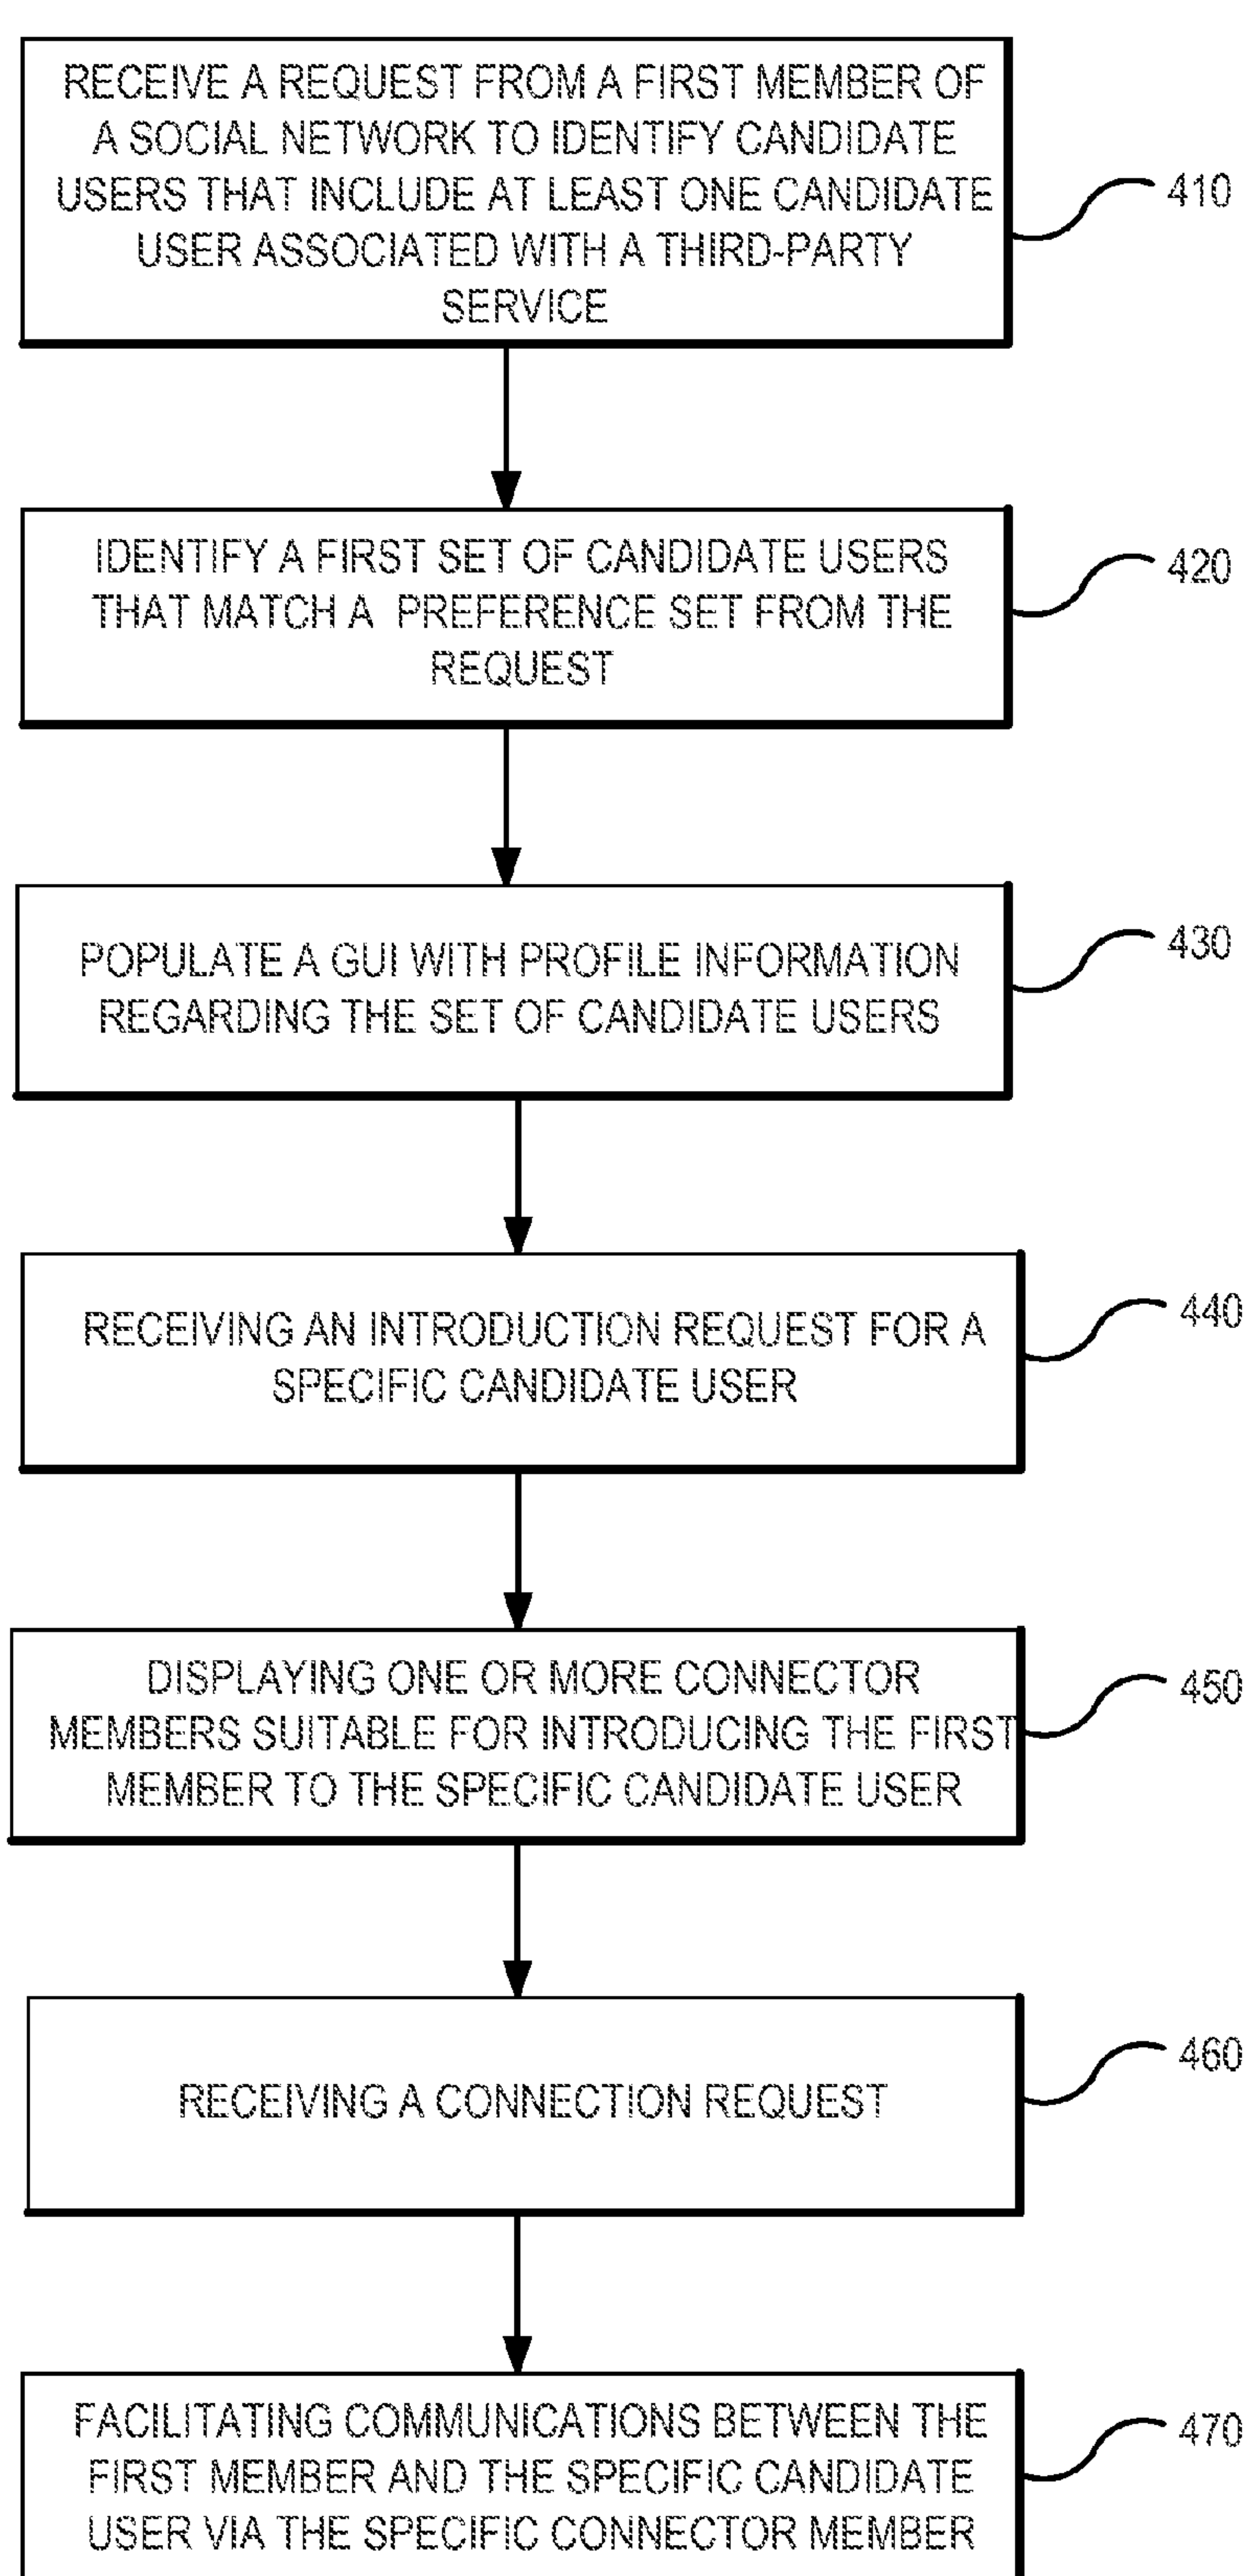 RECEIVE A REQUEST FROM A FIRST MEMBER OF
A SOCIAL NETWORK TO IDENTIFY CANDIDATE
USERS THAT INCLUDE AT LEAST ONE CANDIDATE
USER ASSOCIATED WITH A THIRD-PARTY
SERVICE
410
IDENTIFY A FIRST SET OF CANDIDATE USERS
THAT MATCH A PREFERENCE SET FROM THE
REQUEST
420
POPULATE A GUI WITH PROFILE INFORMATION
REGARDING THE SET OF CANDIDATE USERS
430
RECEIVING AN INTRODUCTION REQUEST FOR A
SPECIFIC CANDIDATE USER
440
DISPLAYING ONE OR MORE CONNECTOR
MEMBERS SUITABLE FOR INTRODUCING THE FIRST
MEMBER TO THE SPECIFIC CANDIDATE USER
450
RECEIVING A CONNECTION REQUEST
460
FACILITATING COMMUNICATIONS BETWEEN THE
FIRST MEMBER AND THE SPECIFIC CANDIDATE
USER VIA THE SPECIFIC CONNECTOR MEMBER
470